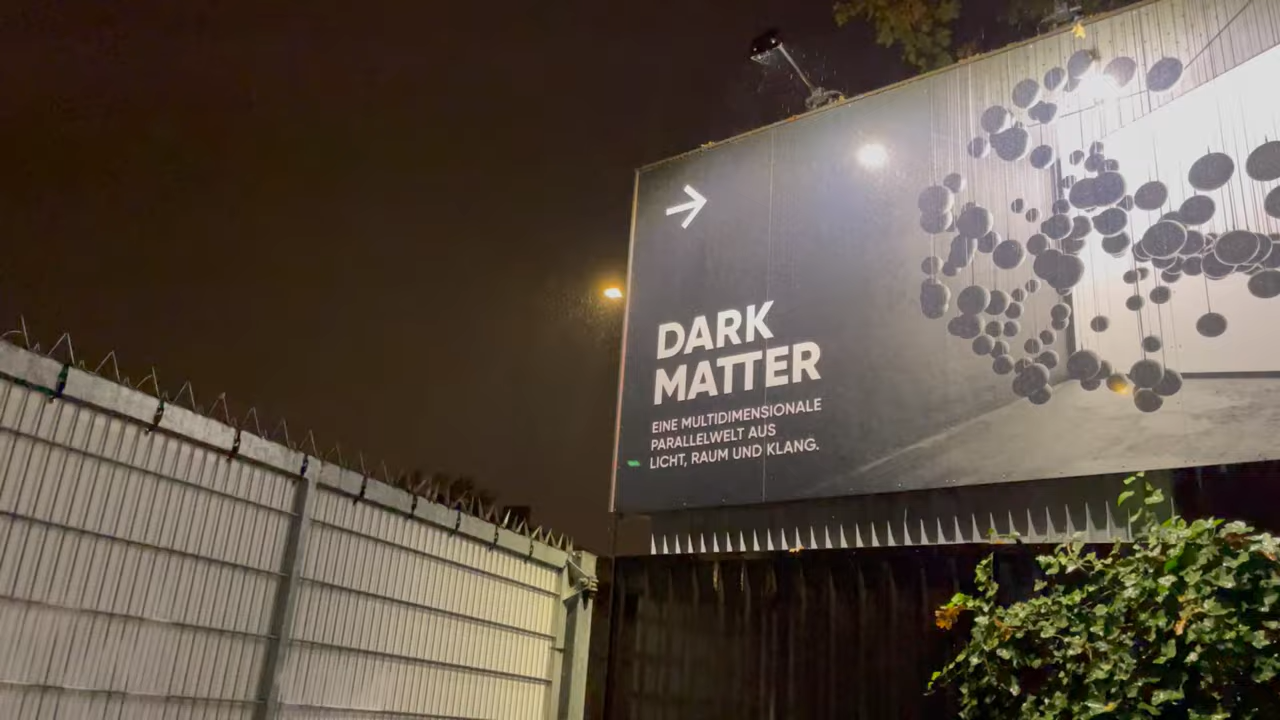 DARK
MATTER
EINE MULTIDIMENSIONALE
PARALLELWELT AUS
LICHT, RAUM UND KLANG.